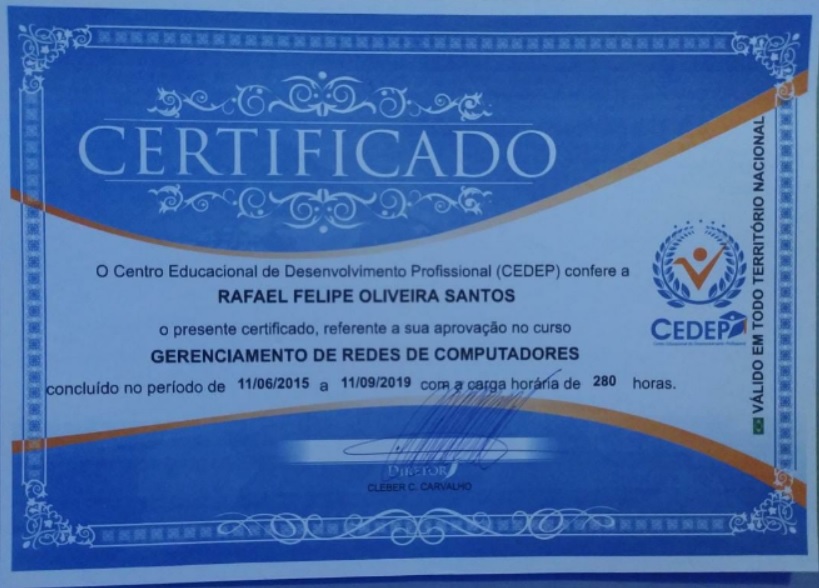 CERTIFICADO
O Centro Educacional de Desenvolvimento Profissional (CEDEP) confere a
RAFAEL FELIPE OLIVEIRA SANTOS
o presente certificado, referente a sua aprovação no curso
GERENCIAMENTO DE REDES DE COMPUTADORES
concluído no período de 11/06/2015 a 11/09/2019 com a carga horária de 280 horas.
DIRETOR
CLEBER C. CARVALHO
CEDEP
VÁLIDO EM TODO TERRITÓRIO NACIONAL